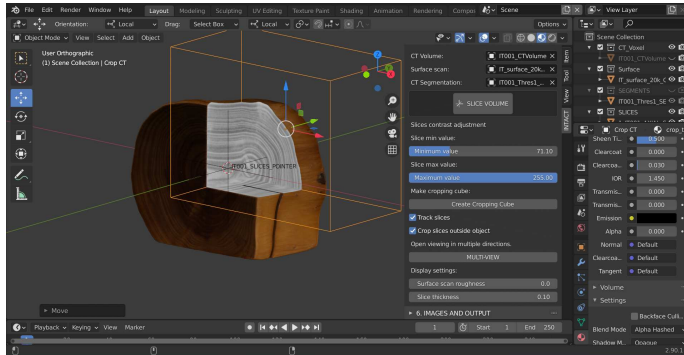 File Edit Render Window Help Layout Modeling Sculpting UV Editing Texture Paint Shading Animation Rendering Scene View Layer
Orientation: Local Drag: Select Box Local Options
Object Mode View Select Add Object
User Orthographic
(1) Scene Collection | Crop CT
IT001_SLICES_POINTER
Move
CT Volume: IT001_CTVolume
Surface scan: IT_surface_20k...
CT Segmentation: IT001_Thres1_...
SLICE VOLUME
Slices contrast adjustment
Slice min value:
Minimum value 71.10
Slice max value:
Maximum value 255.00
Make cropping cube:
Create Cropping Cube
Track slices
Crop slices outside object
Open viewing in multiple directions.
MULTI-VIEW
Display settings:
Surface scan roughness 0.0
Slice thickness 0.10
6. IMAGES AND OUTPUT
Item
Tool
View
INTACT
Scene Collection
CT_Voxel
IT001_CTVolume
Surface
IT_surface_20k_c
SEGMENTS
IT001_Thres1_SE
SLICES
Crop CT
0.500
Clearcoat 0.000
Clearcoa... 0.030
IOR 1.450
Transmis... 0.000
Transmis... 0.000
Emission
Alpha 0.000
Normal Default
Clearcoa... Default
Tangent Default
Volume
Settings
Backface Culli...
Blend Mode Alpha Hashed
Shadow M... Opaque
Playback Keying View Marker 1 Start 1 End 250